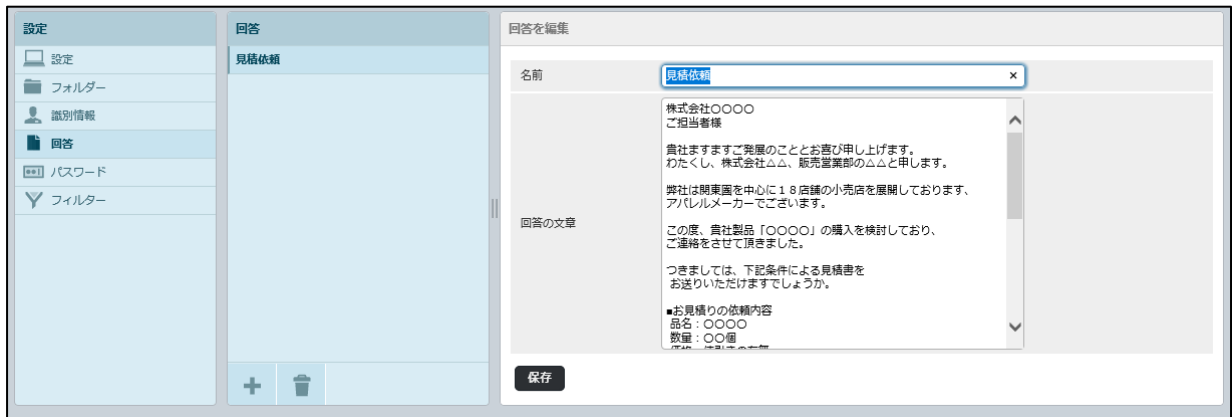 設定
設定
フォルダー
識別情報
回答
パスワード
フィルター
回答
見積依頼
回答を編集
名前
見積依頼
回答の文章
株式会社〇〇〇〇
ご担当者様
貴社ますますご発展のこととお喜び申し上げます。
わたくし、株式会社△△、販売営業部の△△と申します。
弊社は関東圏を中心に１８店舗の小売店を展開しております、
アパレルメーカーでございます。
この度、貴社製品「〇〇〇〇」の購入を検討しており、
ご連絡をさせて頂きました。
つきましては、下記条件による見積書を
お送りいただけますでしょうか。
■お見積りの依頼内容
品名：〇〇〇〇
数量：〇〇個
保存